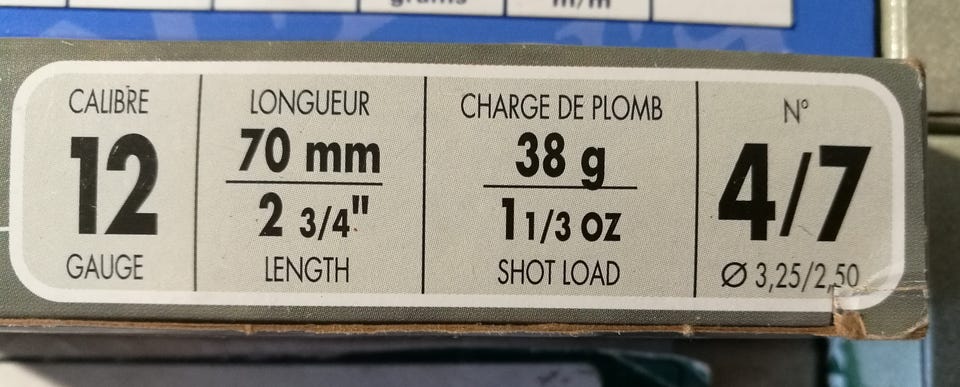 grams
m/m
CALIBRE
12
GAUGE
LONGUEUR
70 mm
2 3/4"
LENGTH
CHARGE DE PLOMB
38 g
1 1/3 oz
SHOT LOAD
N°
4/7
Ø 3,25/2,50